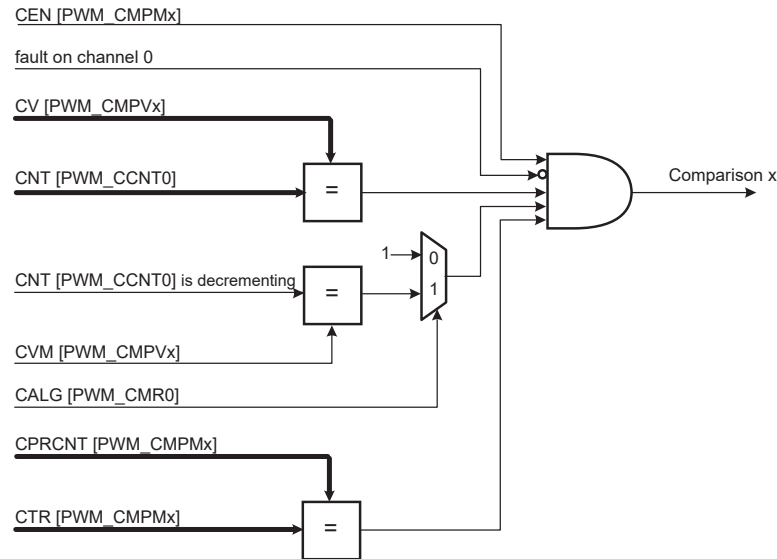 CEN [PWM_CMPMx]
fault on channel 0
CV [PWM_CMPVx]
CNT [PWM_CCNT0]
=
Comparison x
1
0
CNT [PWM_CCNT0] is decrementing
=
1
CVM [PWM_CMPVx]
CALG [PWM_CMR0]
CPRCNT [PWM_CMPMx]
CTR [PWM_CMPMx]
=